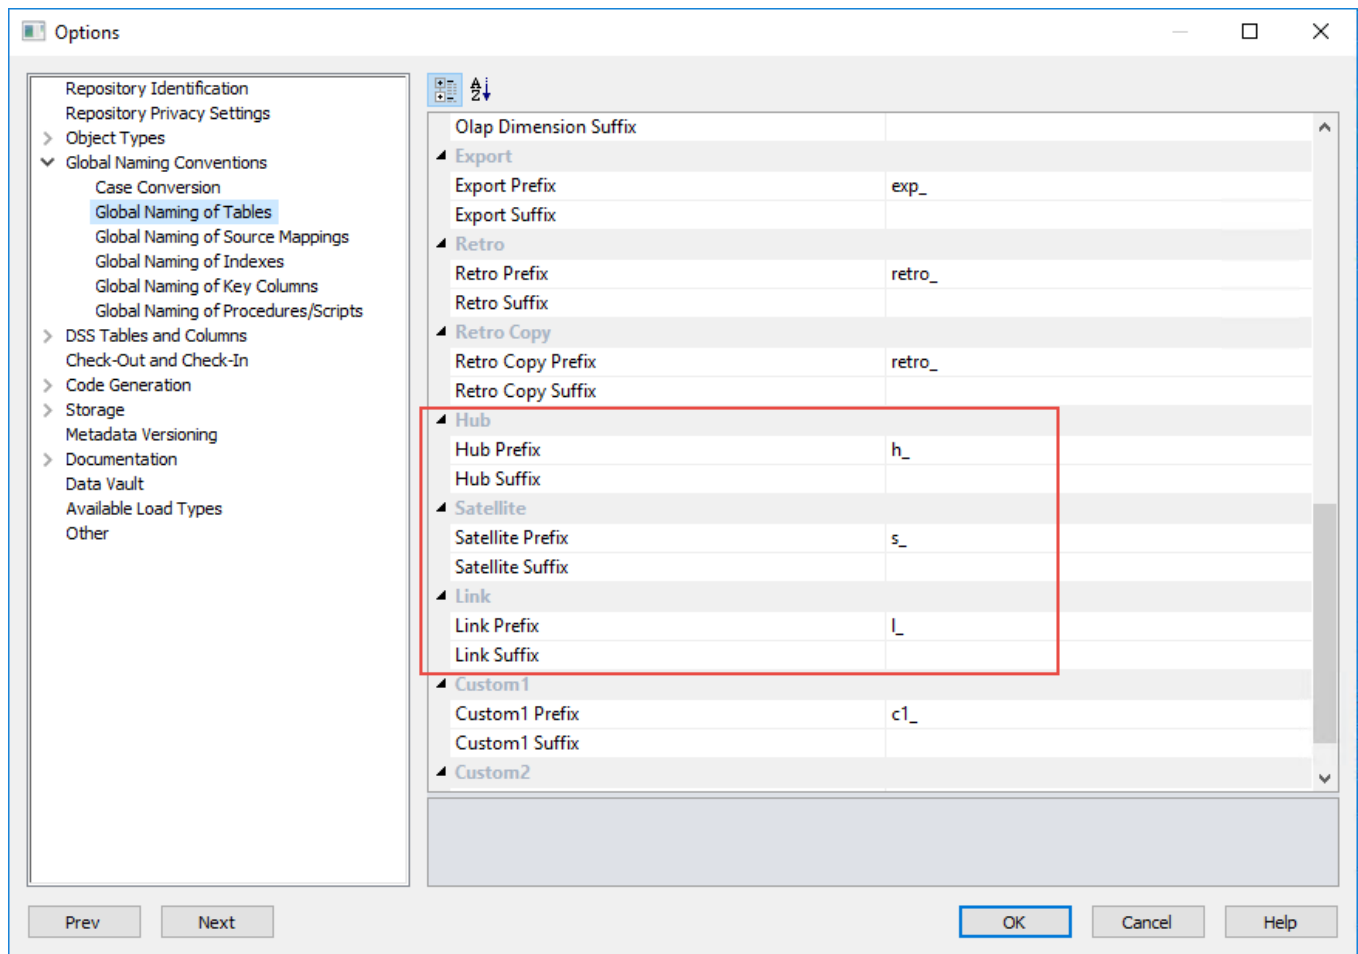 Options
Repository Identification
Repository Privacy Settings
Object Types
Global Naming Conventions
Case Conversion
Global Naming of Tables
Global Naming of Source Mappings
Global Naming of Indexes
Global Naming of Key Columns
Global Naming of Procedures/Scripts
DSS Tables and Columns
Check-Out and Check-In
Code Generation
Storage
Metadata Versioning
Documentation
Data Vault
Available Load Types
Other
Olap Dimension Suffix
Export
Export Prefix exp_
Export Suffix
Retro
Retro Prefix retro_
Retro Suffix
Retro Copy
Retro Copy Prefix retro_
Retro Copy Suffix
Hub
Hub Prefix h_
Hub Suffix
Satellite
Satellite Prefix s_
Satellite Suffix
Link
Link Prefix l_
Link Suffix
Custom1
Custom1 Prefix c1_
Custom1 Suffix
Custom2
Prev Next OK Cancel Help